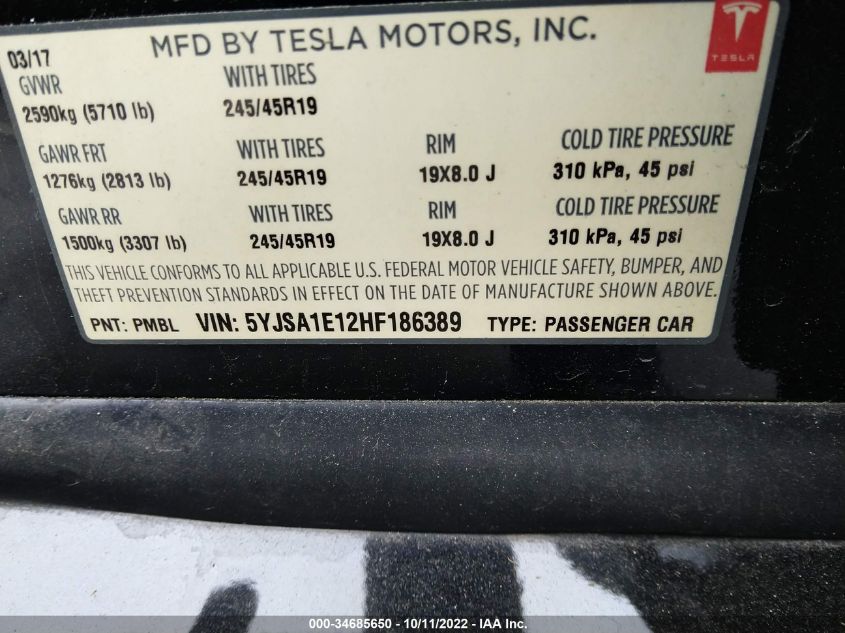 03/17
MFD BY TESLA MOTORS, INC.
TESLA
GVWR WITH TIRES
2590kg (5710 lb) 245/45R19
GAWR FRT WITH TIRES RIM COLD TIRE PRESSURE
1276kg (2813 lb) 245/45R19 19X8.0 J 310 kPa, 45 psi
GAWR RR WITH TIRES RIM COLD TIRE PRESSURE
1500kg (3307 lb) 245/45R19 19X8.0 J 310 kPa, 45 psi
THIS VEHICLE CONFORMS TO ALL APPLICABLE U.S. FEDERAL MOTOR VEHICLE SAFETY, BUMPER, AND
THEFT PREVENTION STANDARDS IN EFFECT ON THE DATE OF MANUFACTURE SHOWN ABOVE.
PNT: PMBL VIN: 5YJSA1E12HF186389 TYPE: PASSENGER CAR
000-34685650 - 10/11/2022 - IAA Inc.